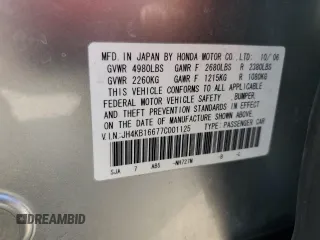 MFD. IN JAPAN BY HONDA MOTOR CO., LTD: 10/'06
GVWR 4980LBS GAWR F 2680LBS R 2380LBS
GVWR 2260KG GAWR F 1215KG R 1080KG
THIS VEHICLE CONFORMS TO ALL APPLICABLE
FEDERAL MOTOR VEHICLE SAFETY, BUMPER,
AND THEFT PREVENTION STANDARDS IN EFFECT ON
THE DATE OF MANUFACTURE SHOWN ABOVE.
V.I.N.:JH4KB16677C001125 TYPE:PASSENGER CAR
SJA 7 ABS -NH727M
DREAMBID